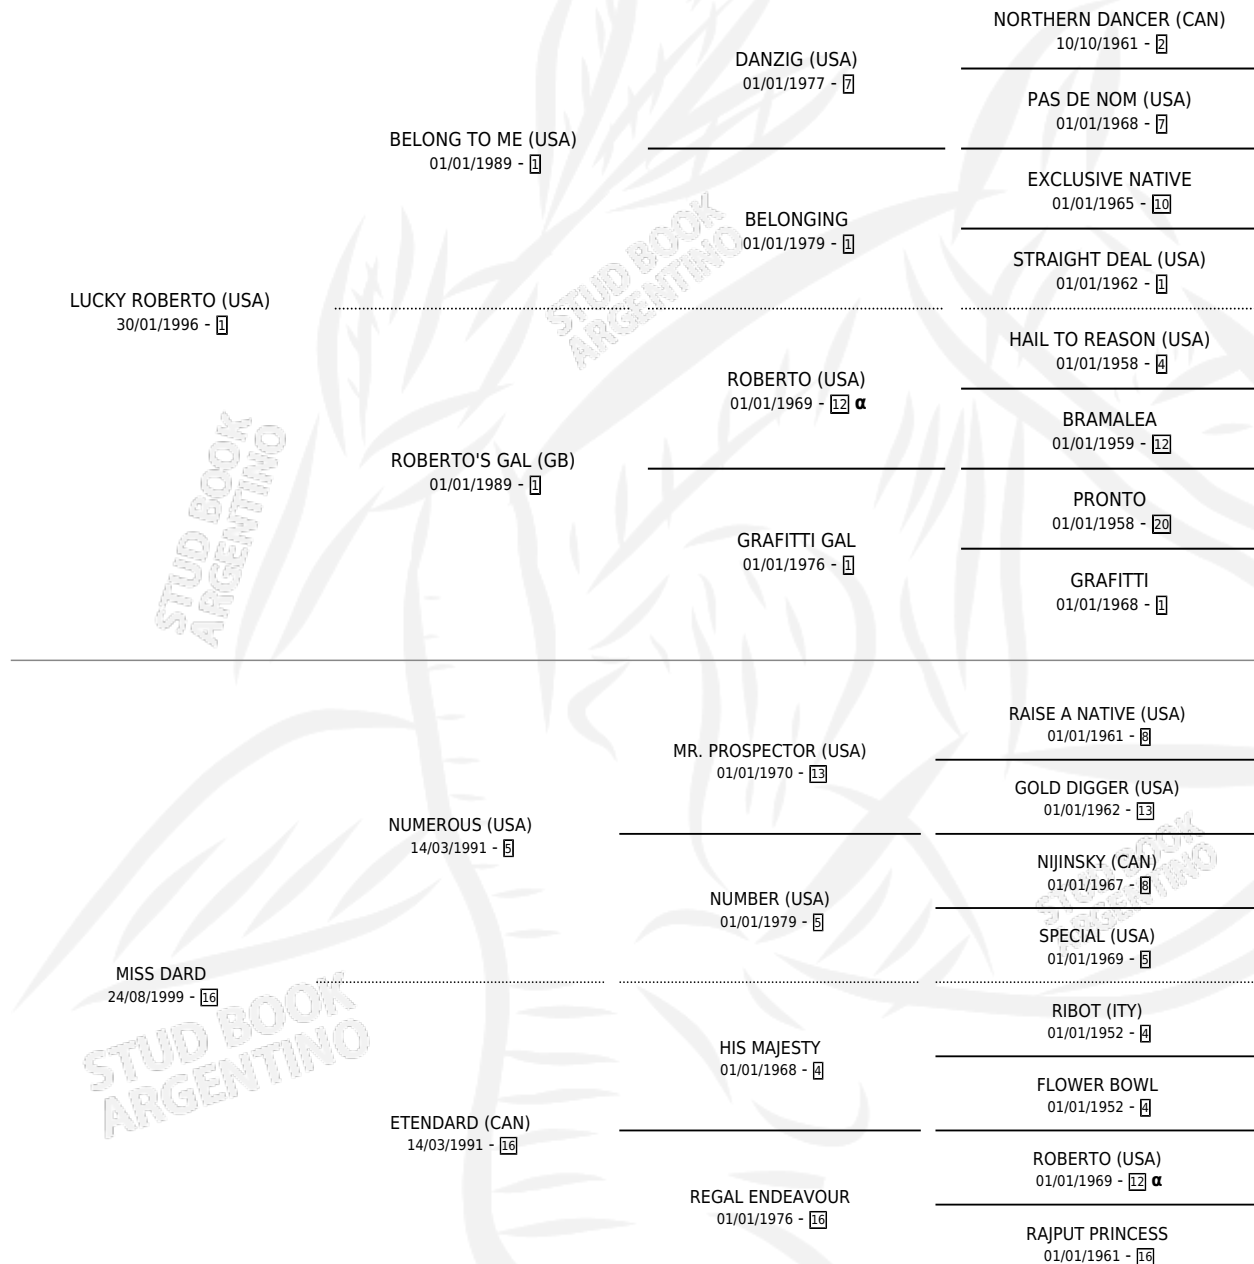 NORTHERN DANCER (CAN)
10/10/1961 - 2
DANZIG (USA)
01/01/1977 - 7
PAS DE NOM (USA)
01/01/1968 - 7
BELONG TO ME (USA)
01/01/1989 - 1
EXCLUSIVE NATIVE
01/01/1965 - 10
BELONGING
01/01/1979 - 1
STRAIGHT DEAL (USA)
01/01/1962 - 1
LUCKY ROBERTO (USA)
30/01/1996 - 1
HAIL TO REASON (USA)
01/01/1958 - 4
ROBERTO (USA)
01/01/1969 - 12 α
BRAMALEA
01/01/1959 - 12
ROBERTO'S GAL (GB)
01/01/1989 - 1
PRONTO
01/01/1958 - 20
GRAFITTI GAL
01/01/1976 - 1
GRAFITTI
01/01/1968 - 1
RAISE A NATIVE (USA)
01/01/1961 - 8
MR. PROSPECTOR (USA)
01/01/1970 - 13
GOLD DIGGER (USA)
01/01/1962 - 13
NUMEROUS (USA)
14/03/1991 - 5
NIJINSKY (CAN)
01/01/1967 - 8
NUMBER (USA)
01/01/1979 - 5
SPECIAL (USA)
01/01/1969 - 5
MISS DARD
24/08/1999 - 16
RIBOT (ITY)
01/01/1952 - 4
HIS MAJESTY
01/01/1968 - 4
FLOWER BOWL
01/01/1952 - 4
ETENDARD (CAN)
14/03/1991 - 16
ROBERTO (USA)
01/01/1969 - 12 α
REGAL ENDEAVOUR
01/01/1976 - 16
RAJPUT PRINCESS
01/01/1961 - 16
STUD BOOK
ARGENTINO
STUD BOOK
ARGENTINO
STUD BOOK
ARGENTINO
STUD BOOK
ARGENTINO